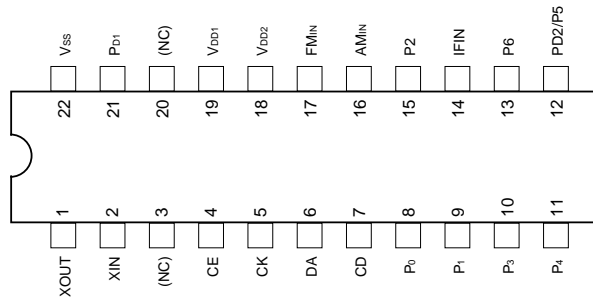 VSS PD1 (NC) VDD1 VDD2 FMIN AMIN P2 IFIN P6 PD2/P5
22 21 20 19 18 17 16 15 14 13 12
1 2 3 4 5 6 7 8 9 10 11
XOUT XIN (NC) CE CK DA CD P0 P1 P3 P4